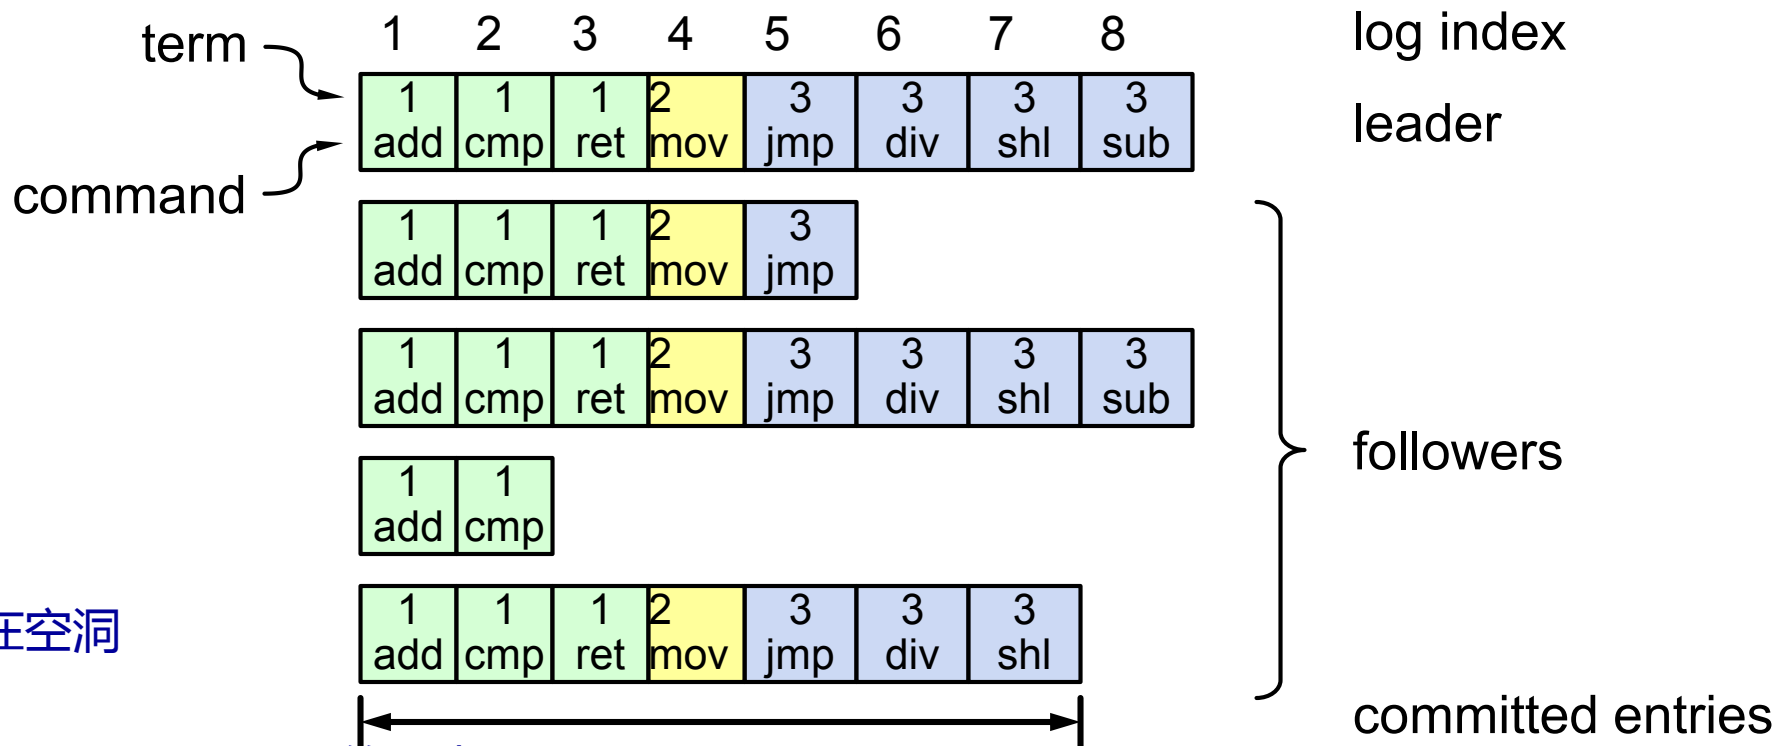 term 1 2 3 4 5 6 7 8 log index
1 1 1 2 3 3 3 3
add cmp ret mov jmp div shl sub leader
command
1 1 1 2 3
add cmp ret mov jmp
1 1 1 2 3 3 3 3
add cmp ret mov jmp div shl sub
followers
1 1
add cmp
1 1 1 2 3 3 3
空洞 add cmp ret mov jmp div shl
committed entries